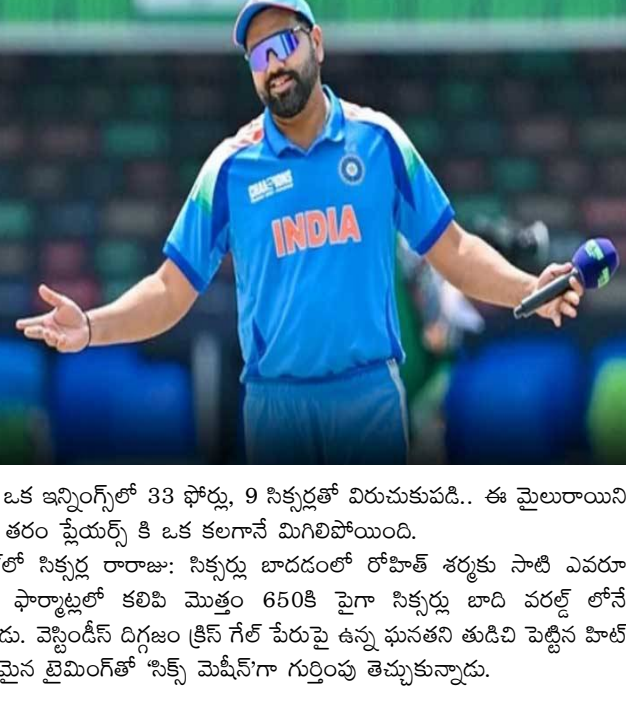 CHAMPIONS
INDIA
ఒక ఇన్నింగ్స్‌లో 33 ఫోర్లు, 9 సిక్సర్లతో విరుచుకుపడి.. ఈ మైలురాయిని
తరం ప్లేయర్స్ కి ఒక కలగానే మిగిలిపోయింది.
లో సిక్సర్ల రారాజు: సిక్సర్లు బాదడంలో రోహిత్ శర్మకు సాటి ఎవరూ
ఫార్మాట్లలో కలిపి మొత్తం 650కి పైగా సిక్సర్లు బాది వరల్డ్ లోనే
డు. వెస్టిండీస్ దిగ్గజం క్రిస్ గేల్ పేరుపై ఉన్న ఘనతని తుడిచి పెట్టిన హిట్
మైన టైమింగ్‌తో ‘సిక్స్ మెషీన్’గా గుర్తింపు తెచ్చుకున్నాడు.